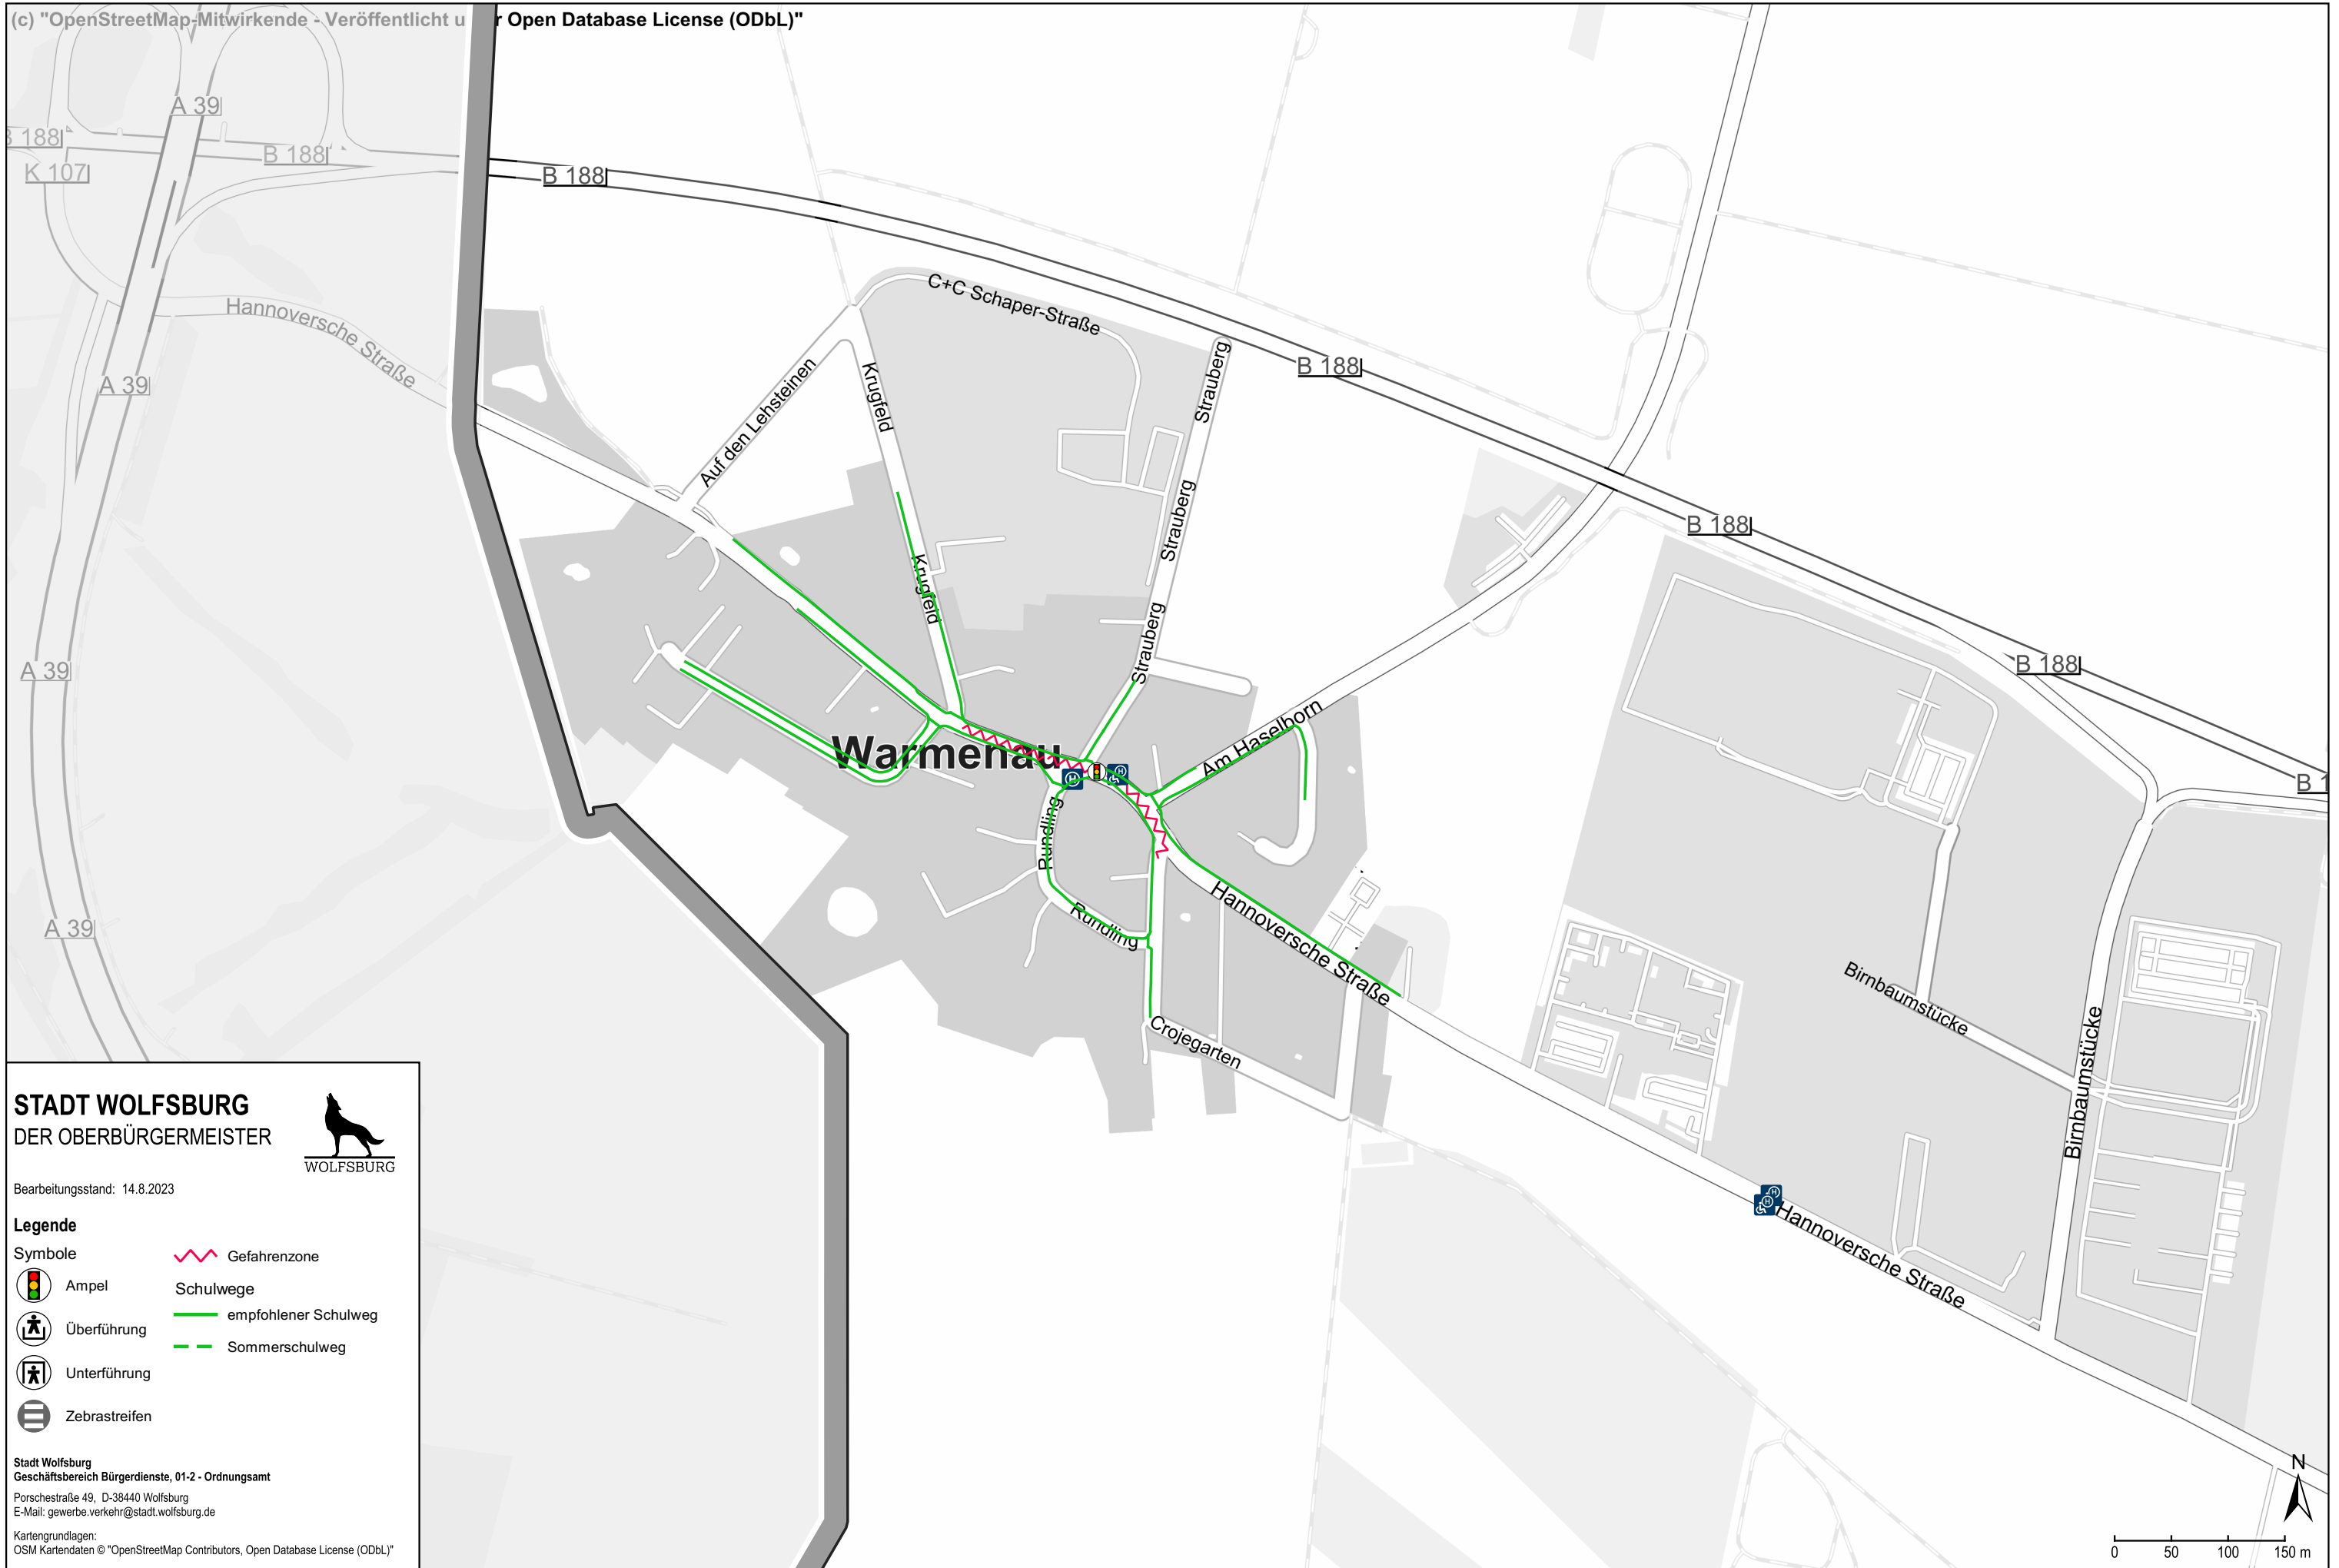 (c) "OpenStreetMap-Mitwirkende - Veröffentlicht u r Open Database License (ODbL)"
A 39
B 188
B 188
K 107
B 188
Hannoversche Straße
A 39
C+C Schaper-Straße
Auf den Lehsteinen
Krugfeld
Strauberg
B 188
Strauberg
B 188
Krugfeld
Strauberg
A 39
B 188
Warmenau
Am Haselhorn
B 1
Rundling
Rundling
Hannoversche Straße
A 39
Birnbaumstücke
Birnbaumstücke
Crojegarten
Hannoversche Straße
STADT WOLFSBURG
DER OBERBÜRGERMEISTER
WOLFSBURG
Bearbeitungsstand: 14.8.2023
Legende
Symbole
Gefahrenzone
Ampel
Schulwege
empfohlener Schulweg
Überführung
Sommerschulweg
Unterführung
Zebrastreifen
Stadt Wolfsburg
Geschäftsbereich Bürgerdienste, 01-2 - Ordnungsamt
Porschestraße 49, D-38440 Wolfsburg
E-Mail: gewerbe.verkehr@stadt.wolfsburg.de
Kartengrundlagen:
OSM Kartendaten © "OpenStreetMap Contributors, Open Database License (ODbL)"
N
0 50 100 150 m
H
H
H
H